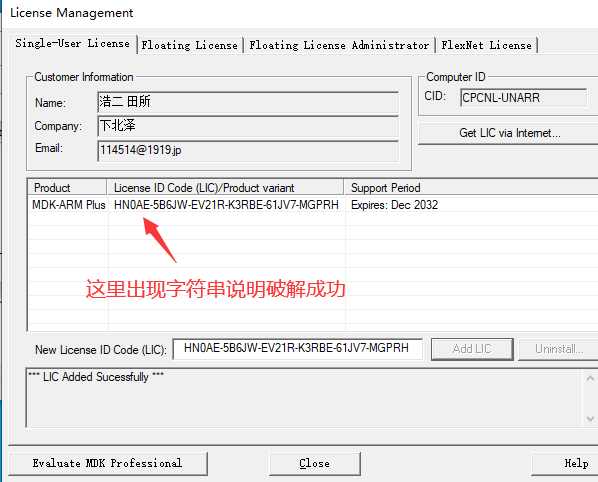 License Management
Single-User License Floating License Floating License Administrator FlexNet License
Customer Information
Name: 浩二 田所
Company: 下北泽
Email: 114514@1919.jp
Computer ID
CID: CPCNL-UNARR
Get LIC via Internet...
Product License ID Code (LIC)/Product variant Support Period
MDK-ARM Plus HN0AE-5B6JW-EV21R-K3RBE-61JV7-MGPRH Expires: Dec 2032
这里出现字符串说明破解成功
New License ID Code (LIC): HN0AE-5B6JW-EV21R-K3RBE-61JV7-MGPRH Add LIC Uninstall...
*** LIC Added Sucessfully ***
Evaluate MDK Professional Close Help